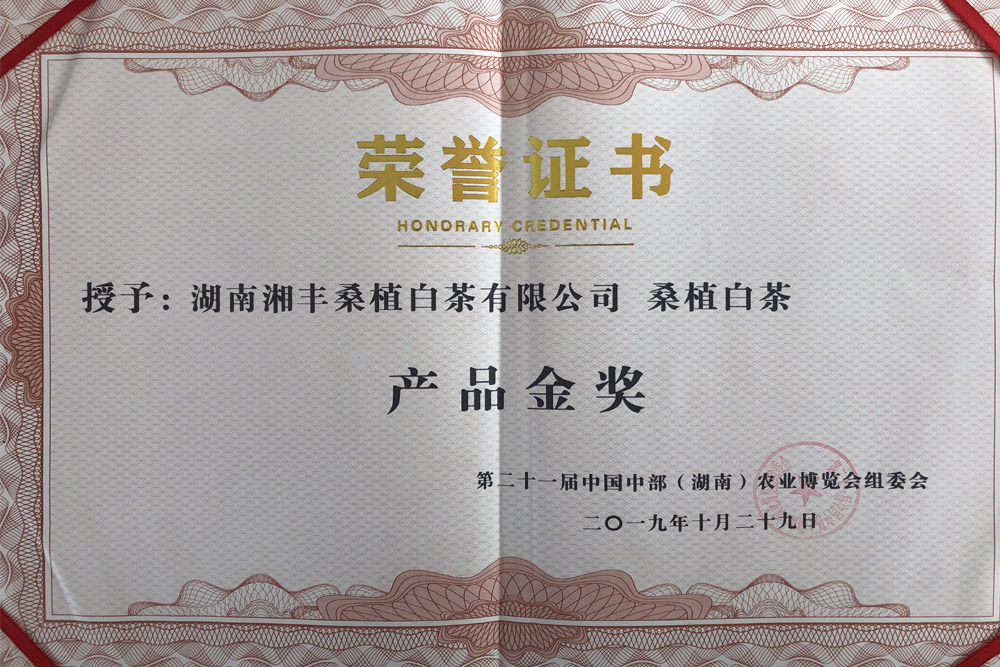 荣誉证书
HONORARY CREDENTIAL
授予：湖南湘丰桑植白茶有限公司 桑植白茶
产品金奖
第二十一届中国中部（湖南）农业博览会组委会
二〇一九年十月二十九日